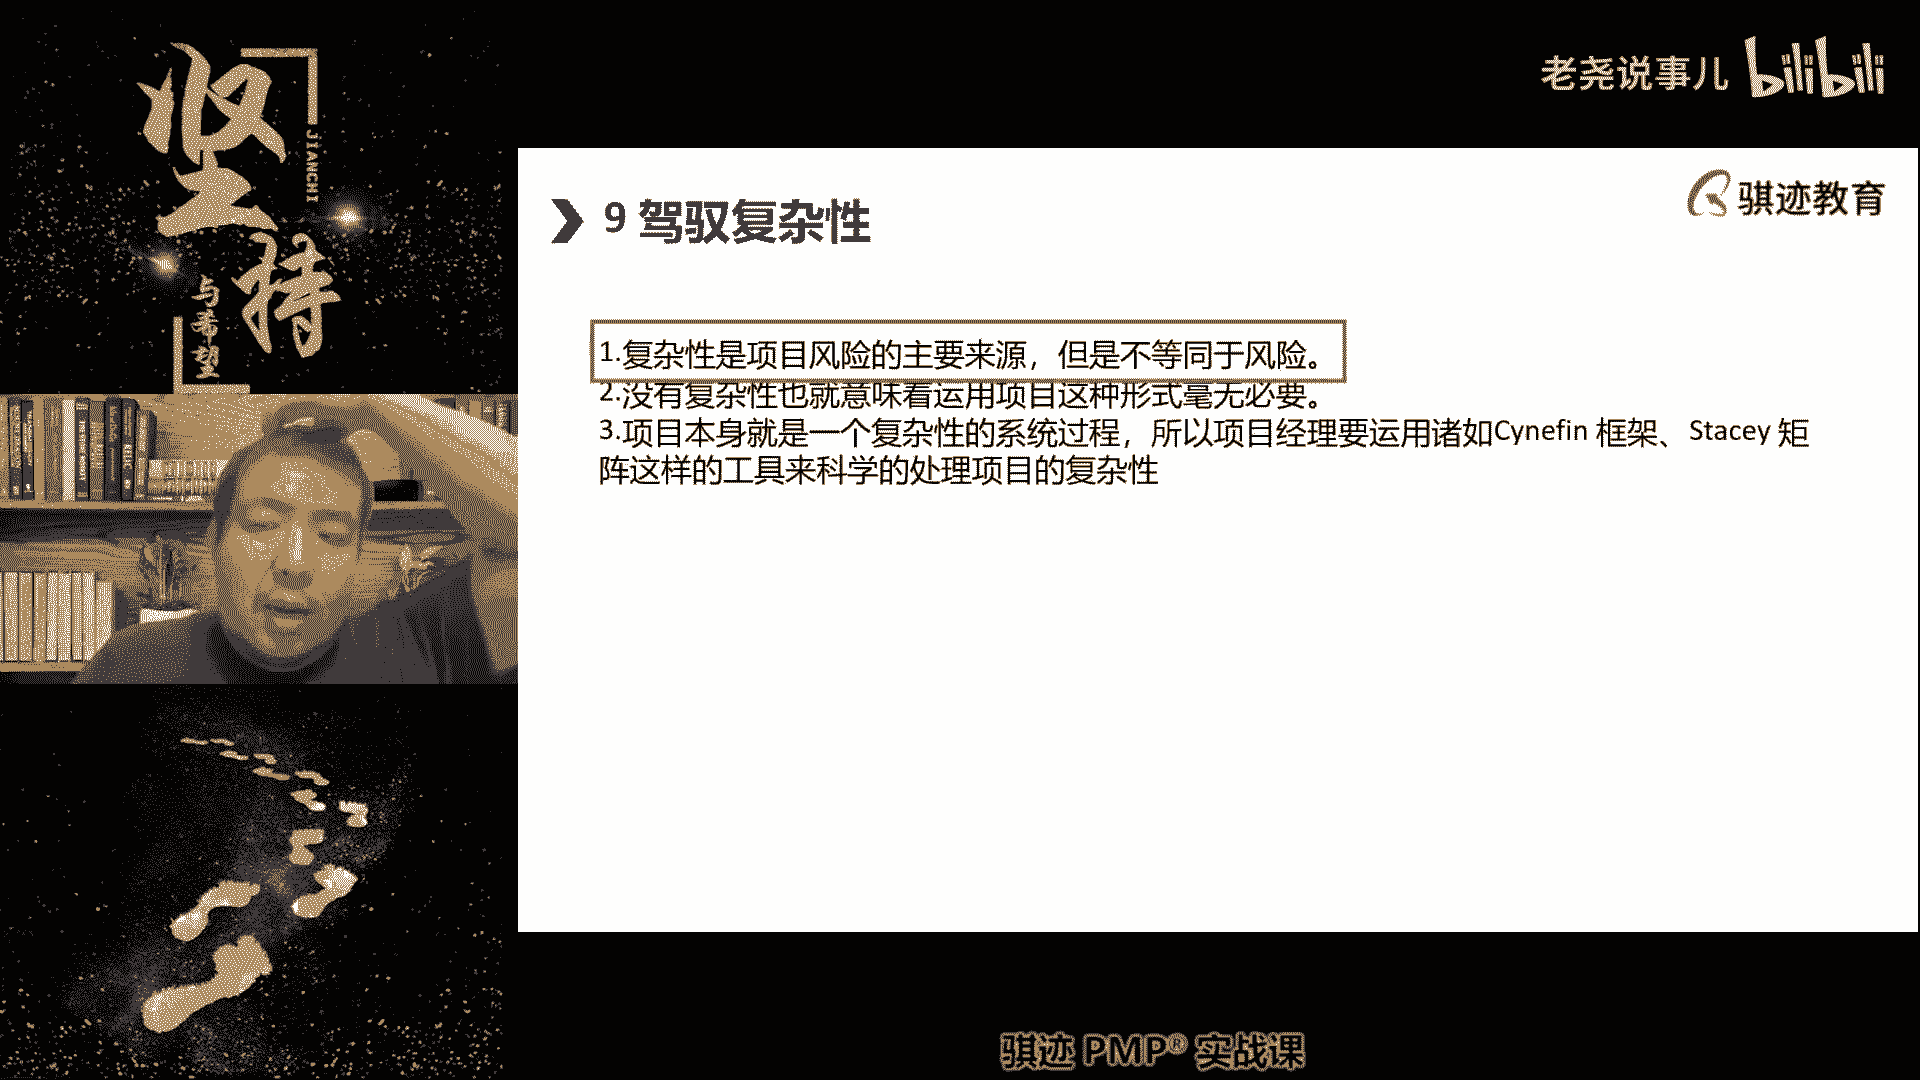 坚持
JIANCHI
与希望
老尧说事儿 bilibili
骐迹教育
9 驾驭复杂性
1.复杂性是项目风险的主要来源，但是不等同于风险。
2.没有复杂性也就意味着运用项目这种形式毫无必要。
3.项目本身就是一个复杂性的系统过程，所以项目经理要运用诸如Cynefin 框架、Stacey 矩
阵这样的工具来科学的处理项目的复杂性
骐迹 PMP® 实战课